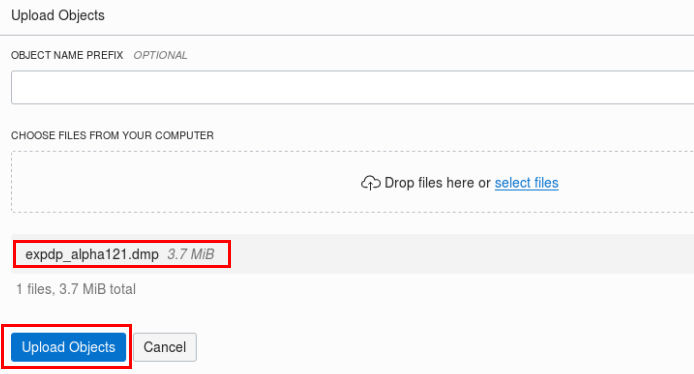 Upload Objects
OBJECT NAME PREFIX OPTIONAL
CHOOSE FILES FROM YOUR COMPUTER
Drop files here or select files
expdp_alpha121.dmp 3.7 MiB
1 files, 3.7 MiB total
Upload Objects Cancel